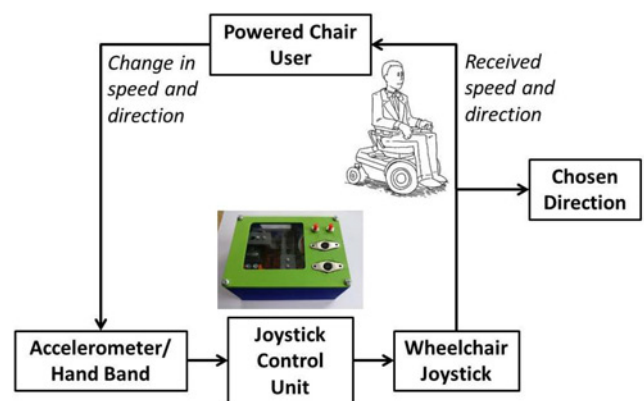 Powered Chair
User
Change in
speed and
direction
Received
speed and
direction
Chosen
Direction
Accelerometer/
Hand Band
Joystick
Control
Unit
Wheelchair
Joystick